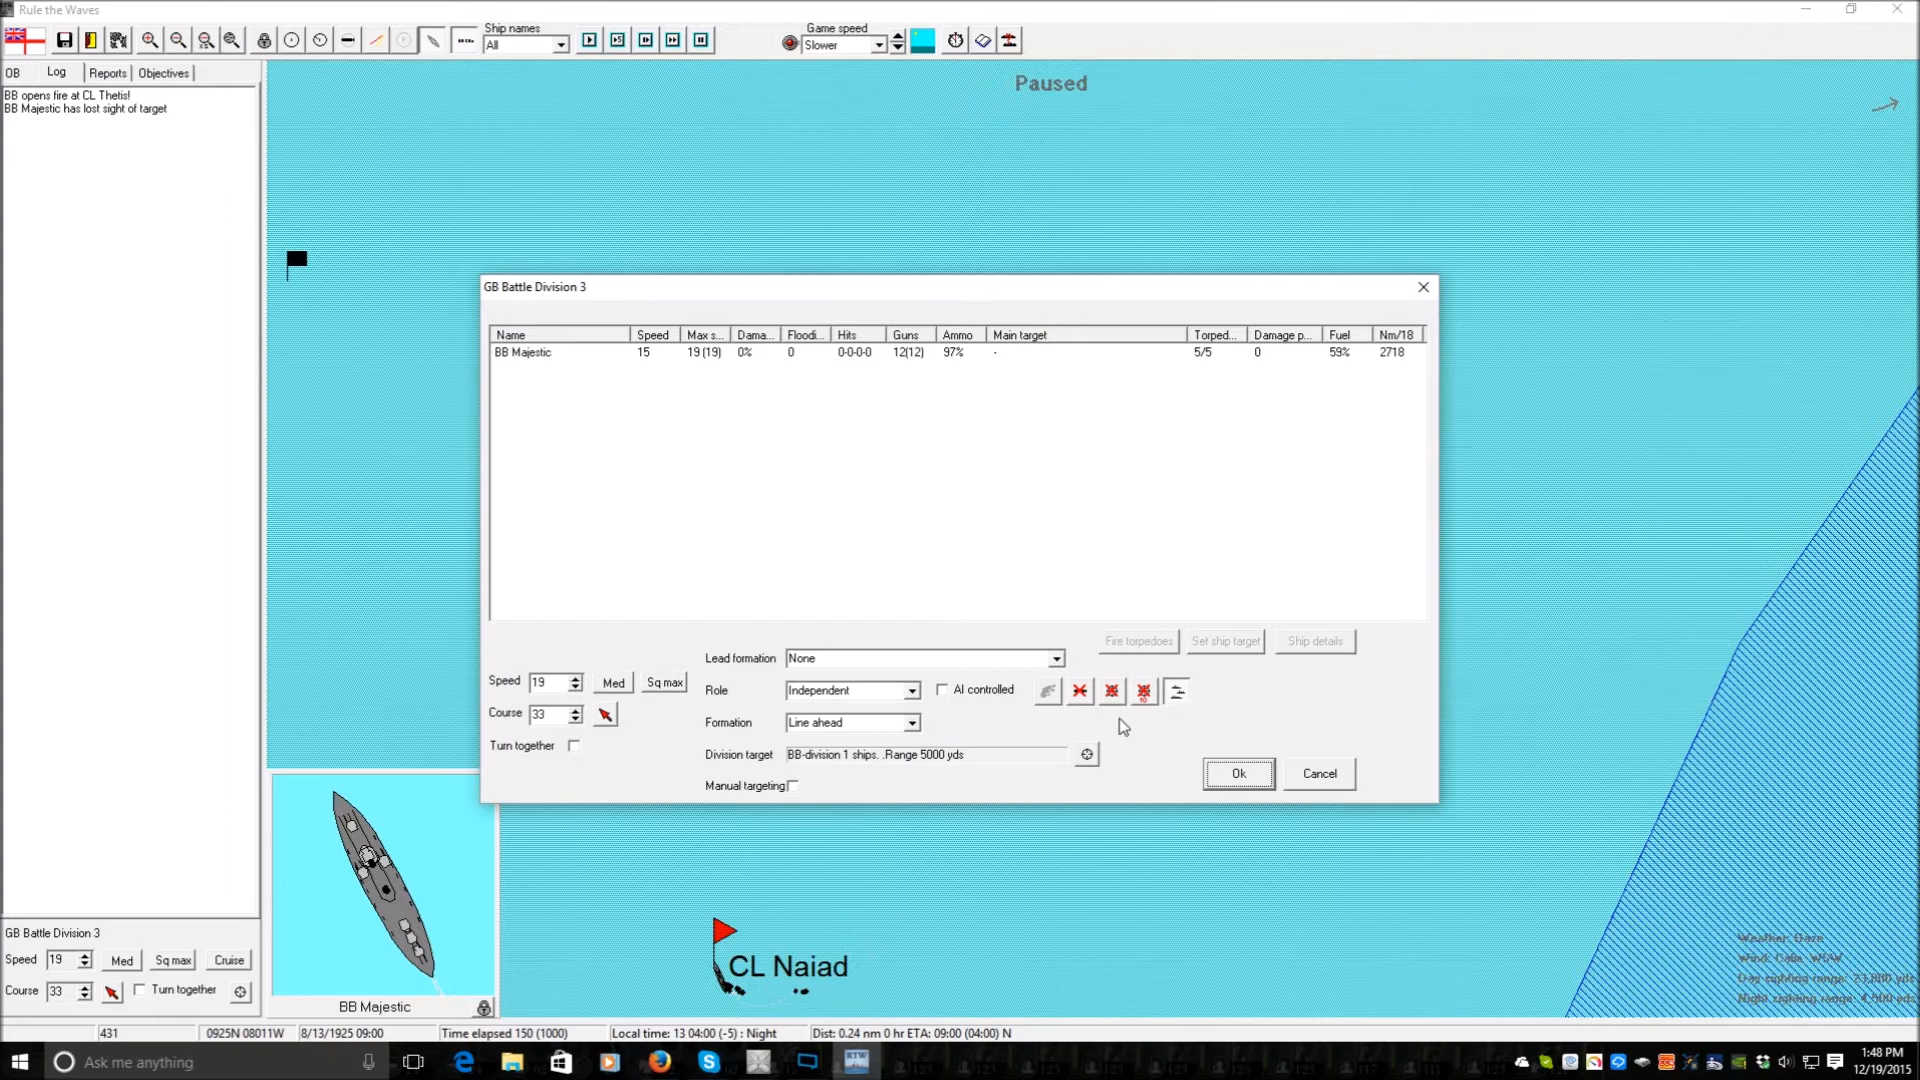 Rule the Waves
Ship names
All
Game speed
Slower
OB
Log
Reports
Objectives
BB opens fire at CL Thetis!
BB Majestic has lost sight of target
Paused
GB Battle Division 3
Name Speed Max s... Dama... Floodi... Hits Guns Ammo Main target Torped... Damage p... Fuel Nm/18
BB Majestic 15 19 (19) 0% 0 0-0-0-0 12(12) 97% - 5/5 0 59% 2718
Fire torpedoes Set ship target Ship details
Lead formation None
Speed 19 Med Sq max
Role Independent AI controlled
Course 33
Formation Line ahead
Turn together
Division target BB-division 1 ships. .Range 5000 yds
Manual targeting
Ok Cancel
CL Naiad
Wind: Calm WSW
GB Battle Division 3
Speed 19 Med Sq max Cruise
Course 33 Turn together
BB Majestic
431 0925N 08011W 8/13/1925 09:00 Time elapsed 150 (1000) Local time: 13 04:00 (-5) : Night Dist: 0.24 nm 0 hr ETA: 09:00 (04:00) N
Ask me anything
RTW
1:48 PM
12/19/2015